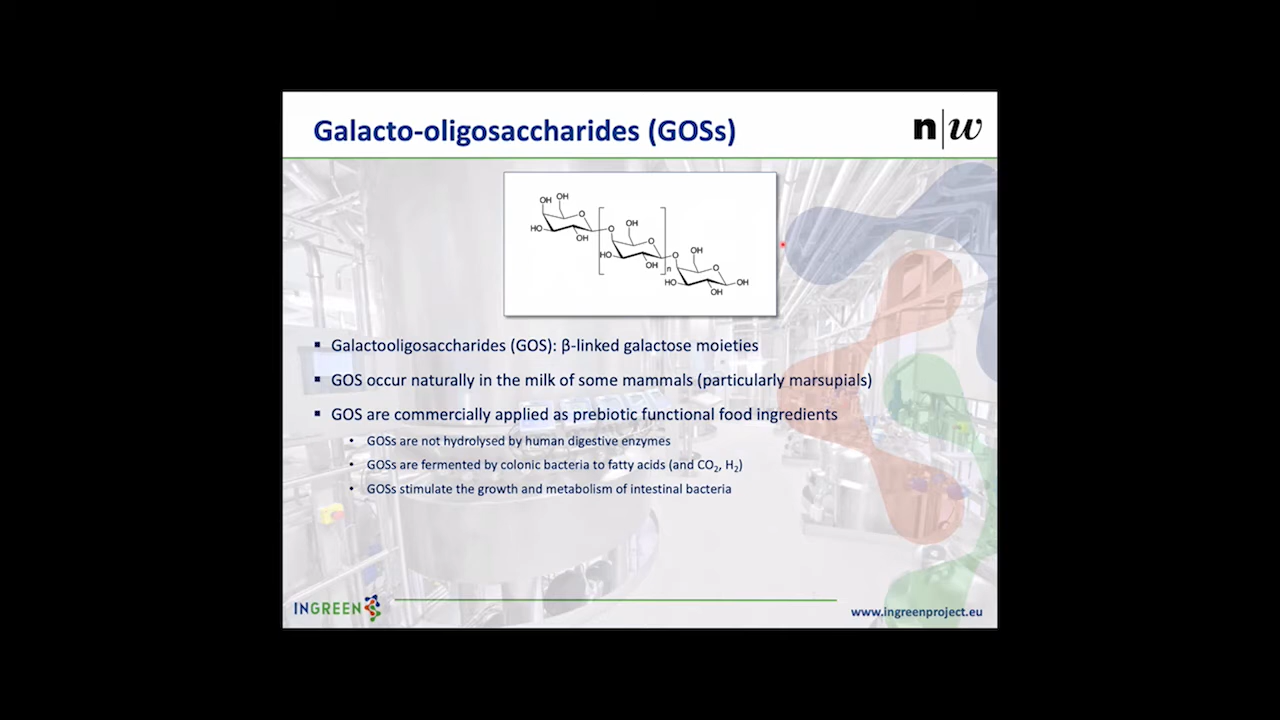 Galacto-oligosaccharides (GOSs)
n|w
OH
OH
O
HO
OH
O
OH
O
HO
OH
n
O
OH
O
HO
OH
OH
▪ Galactooligosaccharides (GOS): β-linked galactose moieties
▪ GOS occur naturally in the milk of some mammals (particularly marsupials)
▪ GOS are commercially applied as prebiotic functional food ingredients
• GOSs are not hydrolysed by human digestive enzymes
• GOSs are fermented by colonic bacteria to fatty acids (and CO₂, H₂)
• GOSs stimulate the growth and metabolism of intestinal bacteria
INGREEN
www.ingreenproject.eu